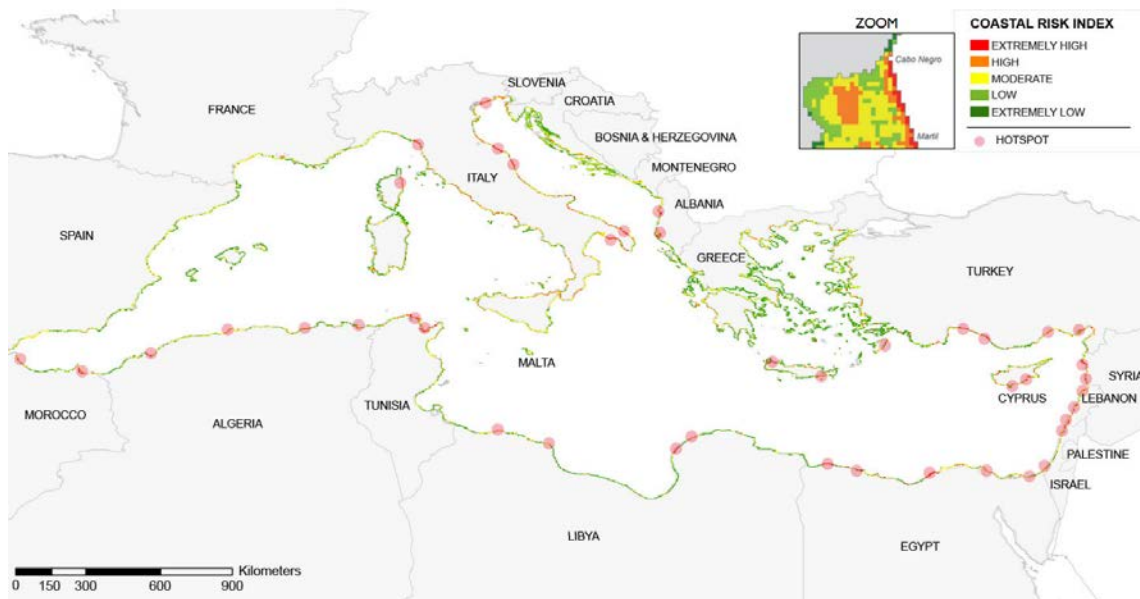 ZOOM
Cabo Negro
Martil
COASTAL RISK INDEX
EXTREMELY HIGH
HIGH
MODERATE
LOW
EXTREMELY LOW
HOTSPOT
SLOVENIA
FRANCE
CROATIA
BOSNIA & HERZEGOVINA
MONTENEGRO
ITALY
ALBANIA
SPAIN
GREECE
TURKEY
MALTA
SYRIA
CYPRUS
LEBANON
MOROCCO
TUNISIA
ALGERIA
PALESTINE
ISRAEL
LIBYA
EGYPT
Kilometers
0 150 300 600 900